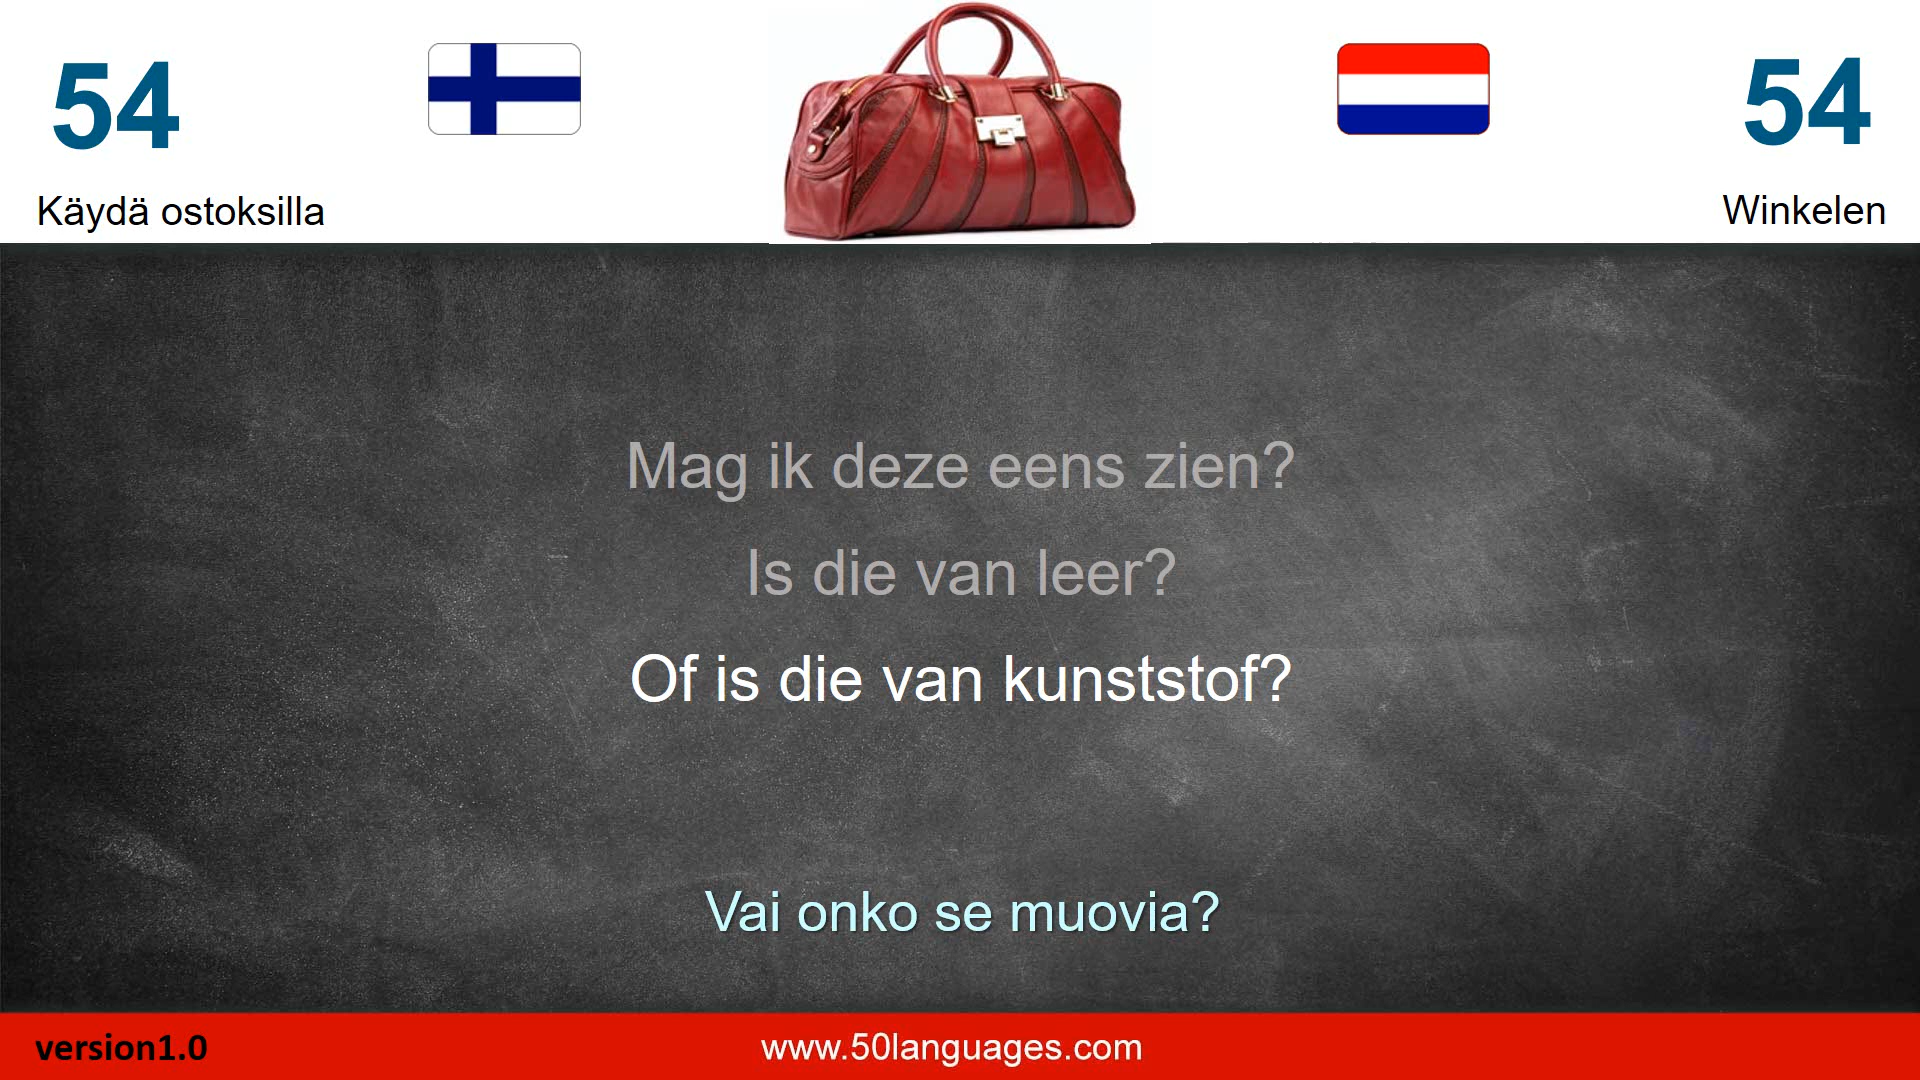 54
54
Käydä ostoksilla
Winkelen
Mag ik deze eens zien?
Is die van leer?
Of is die van kunststof?
Vai onko se muovia?
version1.0
www.50languages.com